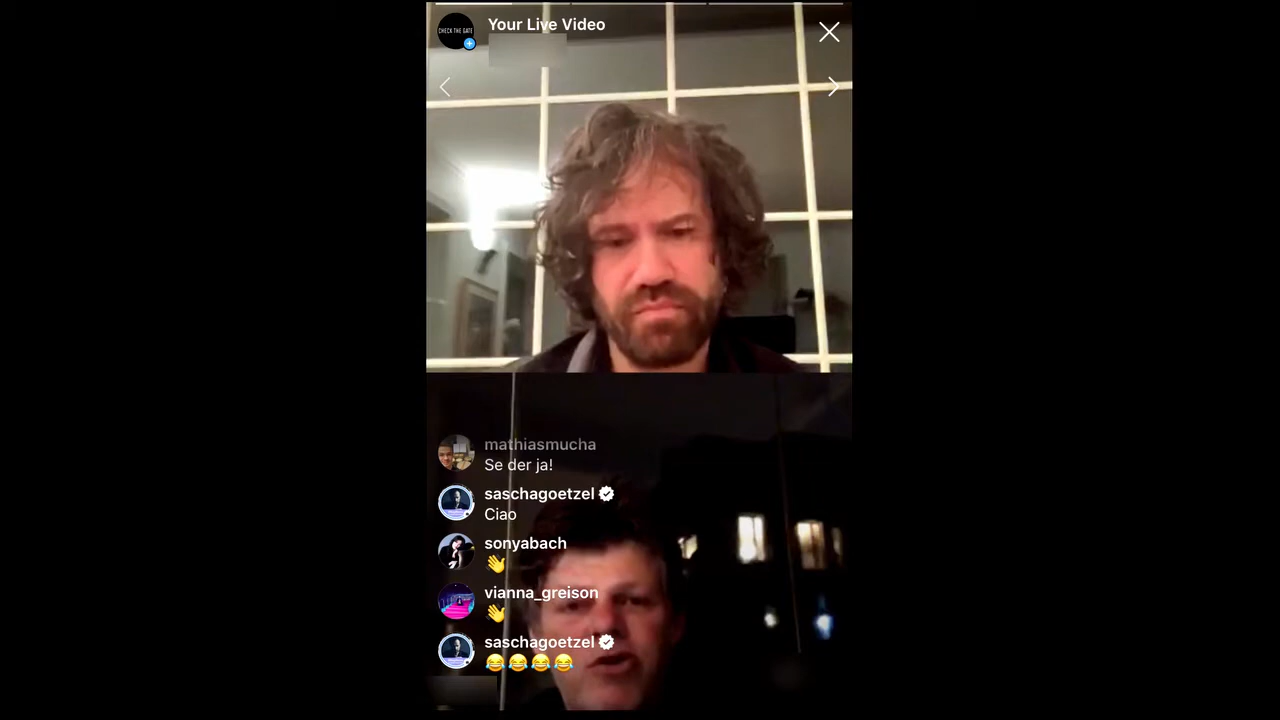 CHECK THE GATE
Your Live Video
mathiasmucha
Se der ja!
saschagoetzel
Ciao
sonyabach
👋
vianna_greison
👋
saschagoetzel
😂😂😂😂